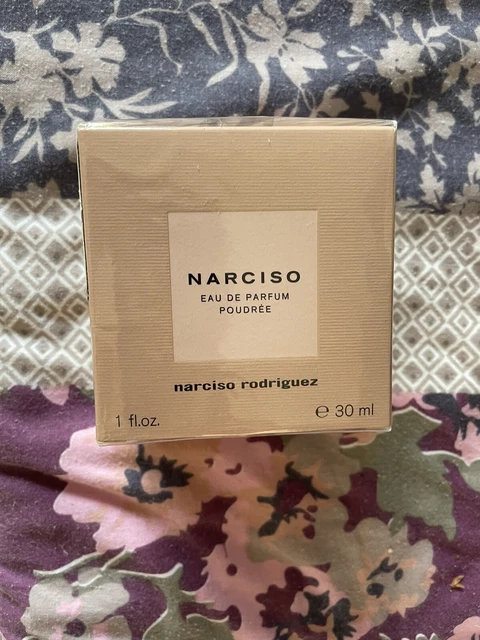 NARCISO
EAU DE PARFUM
POUDRÉE
narciso rodriguez
1 fl.oz.
℮ 30 ml